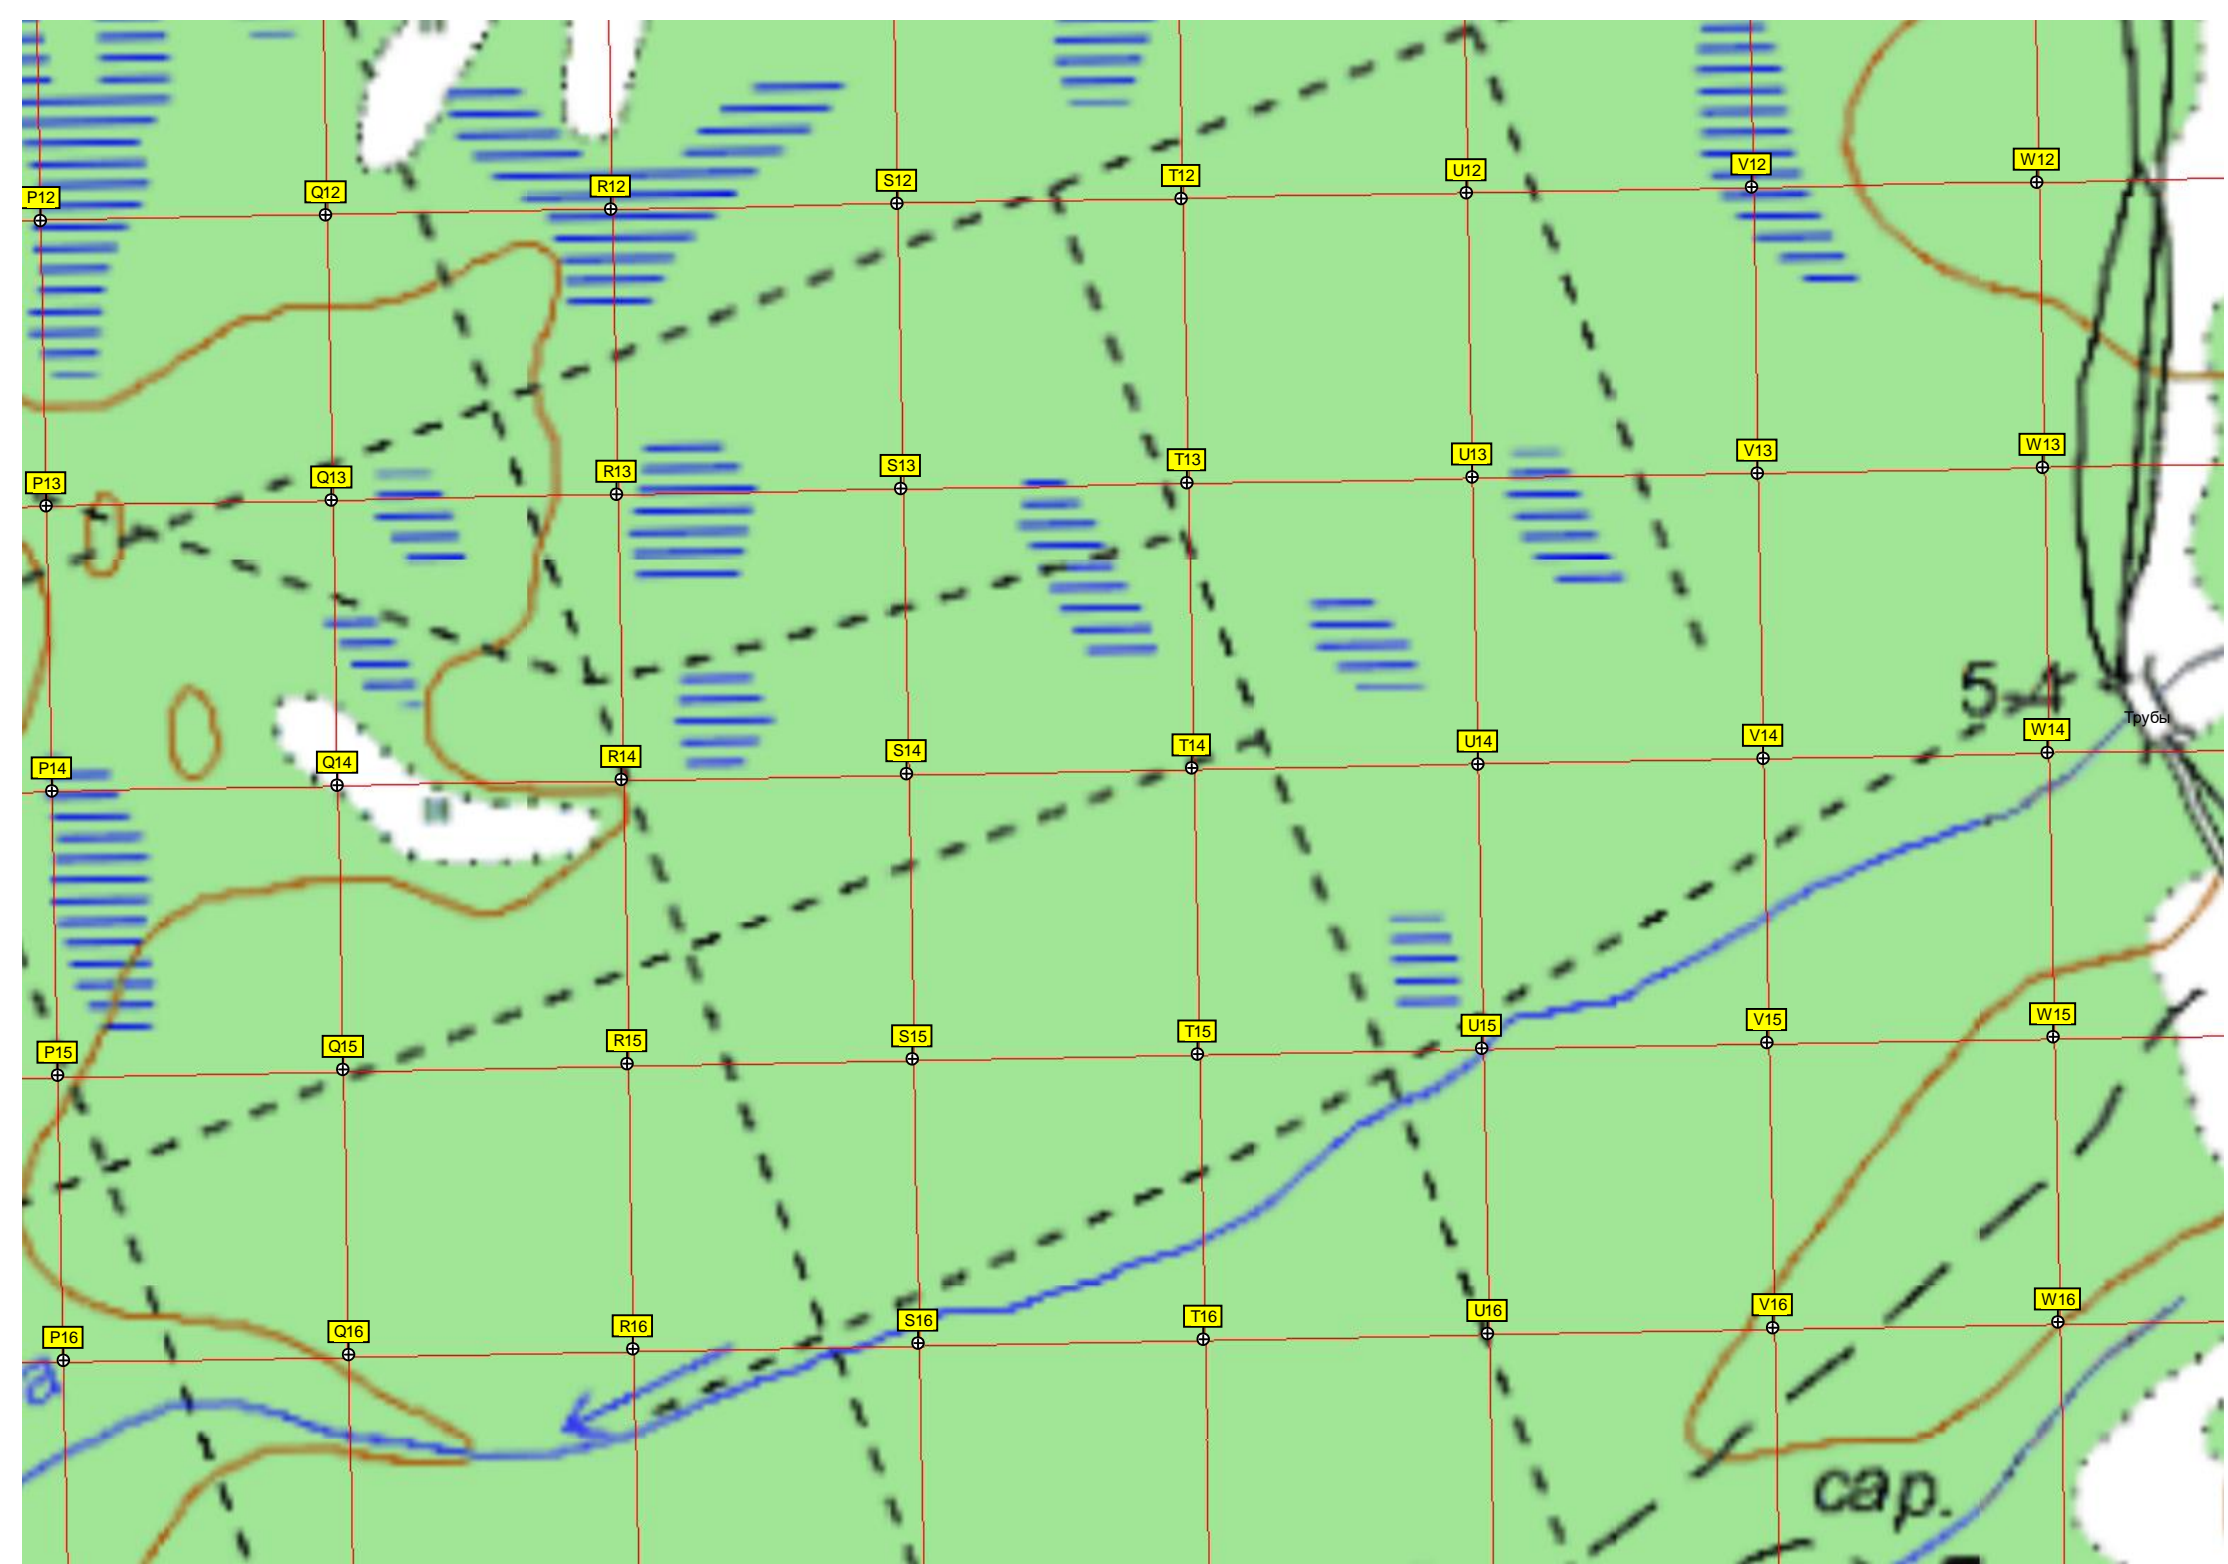 P12 Q12 R12 S12 T12 U12 V12 W12
P13 Q13 R13 S13 T13 U13 V13 W13
5-4
Трубы
P14 Q14 R14 S14 T14 U14 V14 W14
P15 Q15 R15 S15 T15 U15 V15 W15
P16 Q16 R16 S16 T16 U16 V16 W16
а
сар.